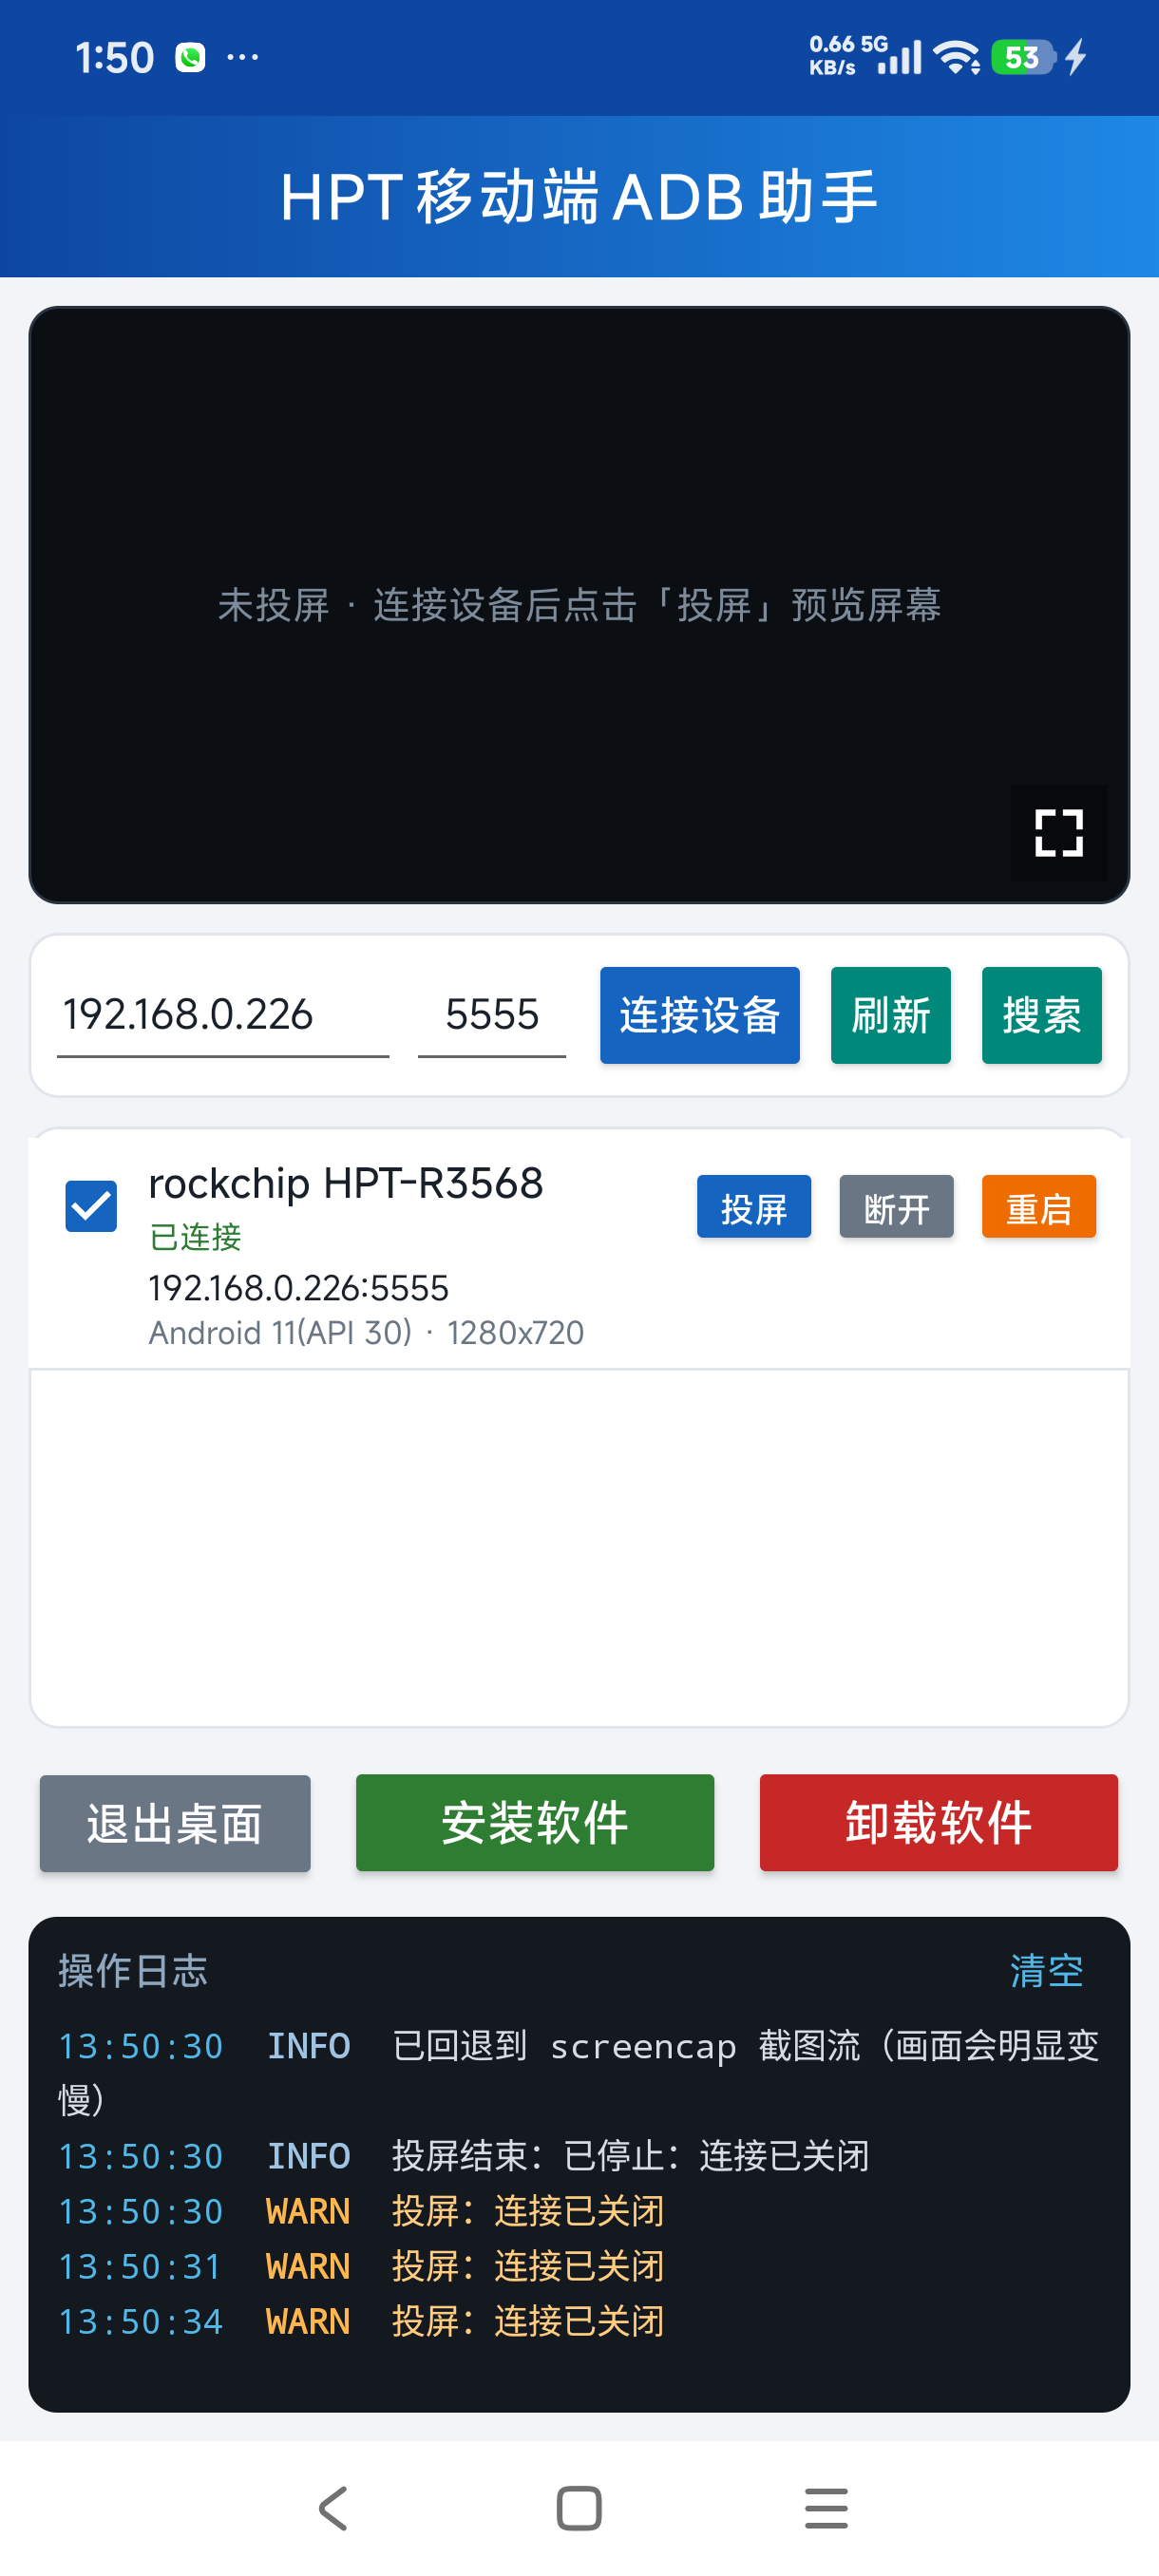 1:50 ... 0.66 KB/s 5G 53
HPT移动端ADB助手
未投屏 · 连接设备后点击「投屏」预览屏幕
192.168.0.226 5555 连接设备 刷新 搜索
rockchip HPT-R3568 投屏 断开 重启
已连接
192.168.0.226:5555
Android 11(API 30) · 1280x720
退出桌面 安装软件 卸载软件
操作日志 清空
13:50:30 INFO 已回退到 screencap 截图流（画面会明显变
慢）
13:50:30 INFO 投屏结束：已停止：连接已关闭
13:50:30 WARN 投屏：连接已关闭
13:50:31 WARN 投屏：连接已关闭
13:50:34 WARN 投屏：连接已关闭